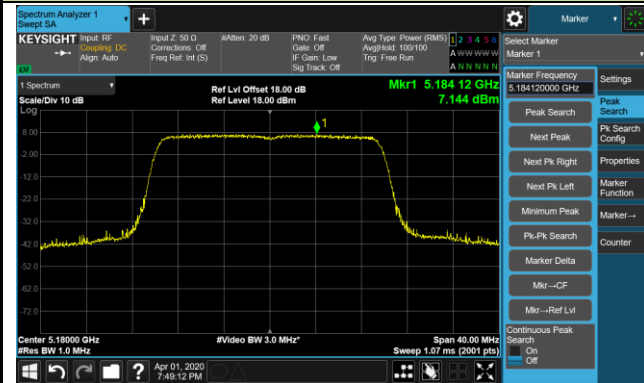 Spectrum Analyzer 1
Swept SA
+
Marker
KEYSIGHT
Input: RF
Coupling: DC
Align: Auto
Input Z: 50 Ω
Corrections: Off
Freq Ref: Int (S)
#Atten: 20 dB
PNO: Fast
Gate: Off
IF Gain: Low
Sig Track: Off
Avg Type: Power (RMS)
Avg|Hold: 100/100
Trig: Free Run
1 2 3 4 5 6
A W W W W W
A N N N N N
Select Marker
Marker 1
1 Spectrum
Scale/Div 10 dB
Log
Ref Lvl Offset 18.00 dB
Ref Level 18.00 dBm
Mkr1 5.184 12 GHz
7.144 dBm
1
8.00
-2.00
-12.0
-22.0
-32.0
-42.0
-52.0
-62.0
-72.0
Center 5.18000 GHz
#Res BW 1.0 MHz
#Video BW 3.0 MHz*
Span 40.00 MHz
Sweep 1.07 ms (2001 pts)
Marker Frequency
5.184120000 GHz
Peak Search
Next Peak
Next Pk Right
Next Pk Left
Minimum Peak
Pk-Pk Search
Marker Delta
Mkr→CF
Mkr→Ref Lvl
Continuous Peak
Search
On
Off
Settings
Peak
Search
Pk Search
Config
Properties
Marker
Function
Marker→
Counter
?
Apr 01, 2020
7:49:12 PM